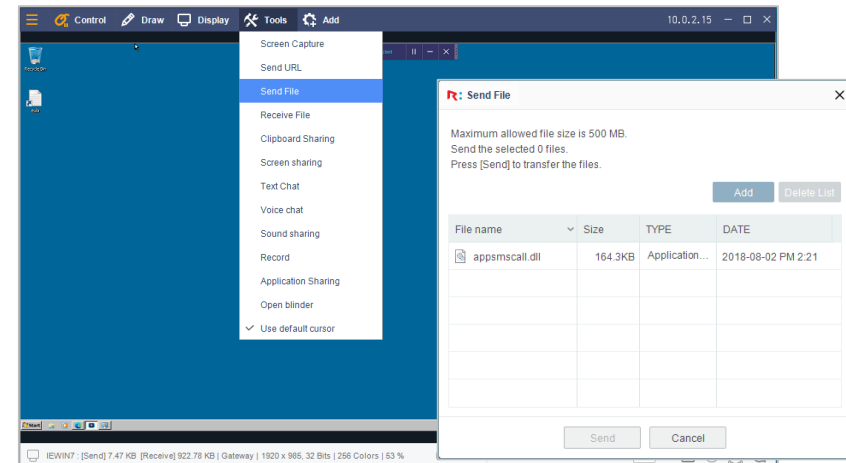 Control Draw Display Tools Add 10.0.2.15
Screen Capture
Send URL
Send File
Receive File
Clipboard Sharing
Screen sharing
Text Chat
Voice chat
Sound sharing
Record
Application Sharing
Open blinder
Use default cursor
Recycle Bin
Start
IEWIN7 : [Send] 7.47 KB [Receive] 922.78 KB | Gateway | 1920 x 985, 32 Bits | 256 Colors | 53 %
R: Send File
Maximum allowed file size is 500 MB.
Send the selected 0 files.
Press [Send] to transfer the files.
Add Delete List
File name Size TYPE DATE
appsmscall.dll 164.3KB Application... 2018-08-02 PM 2:21
Send Cancel